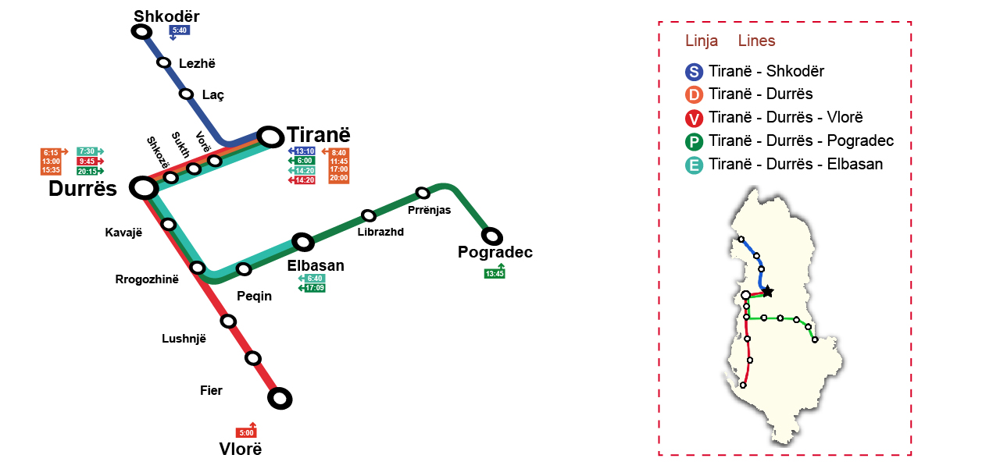 Shkodër
5:40
Lezhë
Laç
Tiranë
13:10
6:00
14:20
14:20
8:40
11:45
17:00
20:00
Vorë
Sukth
Shkozë
6:15
13:00
15:35
7:30
9:45
20:15
Durrës
Kavajë
Rrogozhinë
Peqin
Elbasan
6:40
17:09
Librazhd
Prrënjas
Pogradec
13:45
Lushnjë
Fier
5:00
Vlorë
Linja Lines
S Tiranë - Shkodër
D Tiranë - Durrës
V Tiranë - Durrës - Vlorë
P Tiranë - Durrës - Pogradec
E Tiranë - Durrës - Elbasan